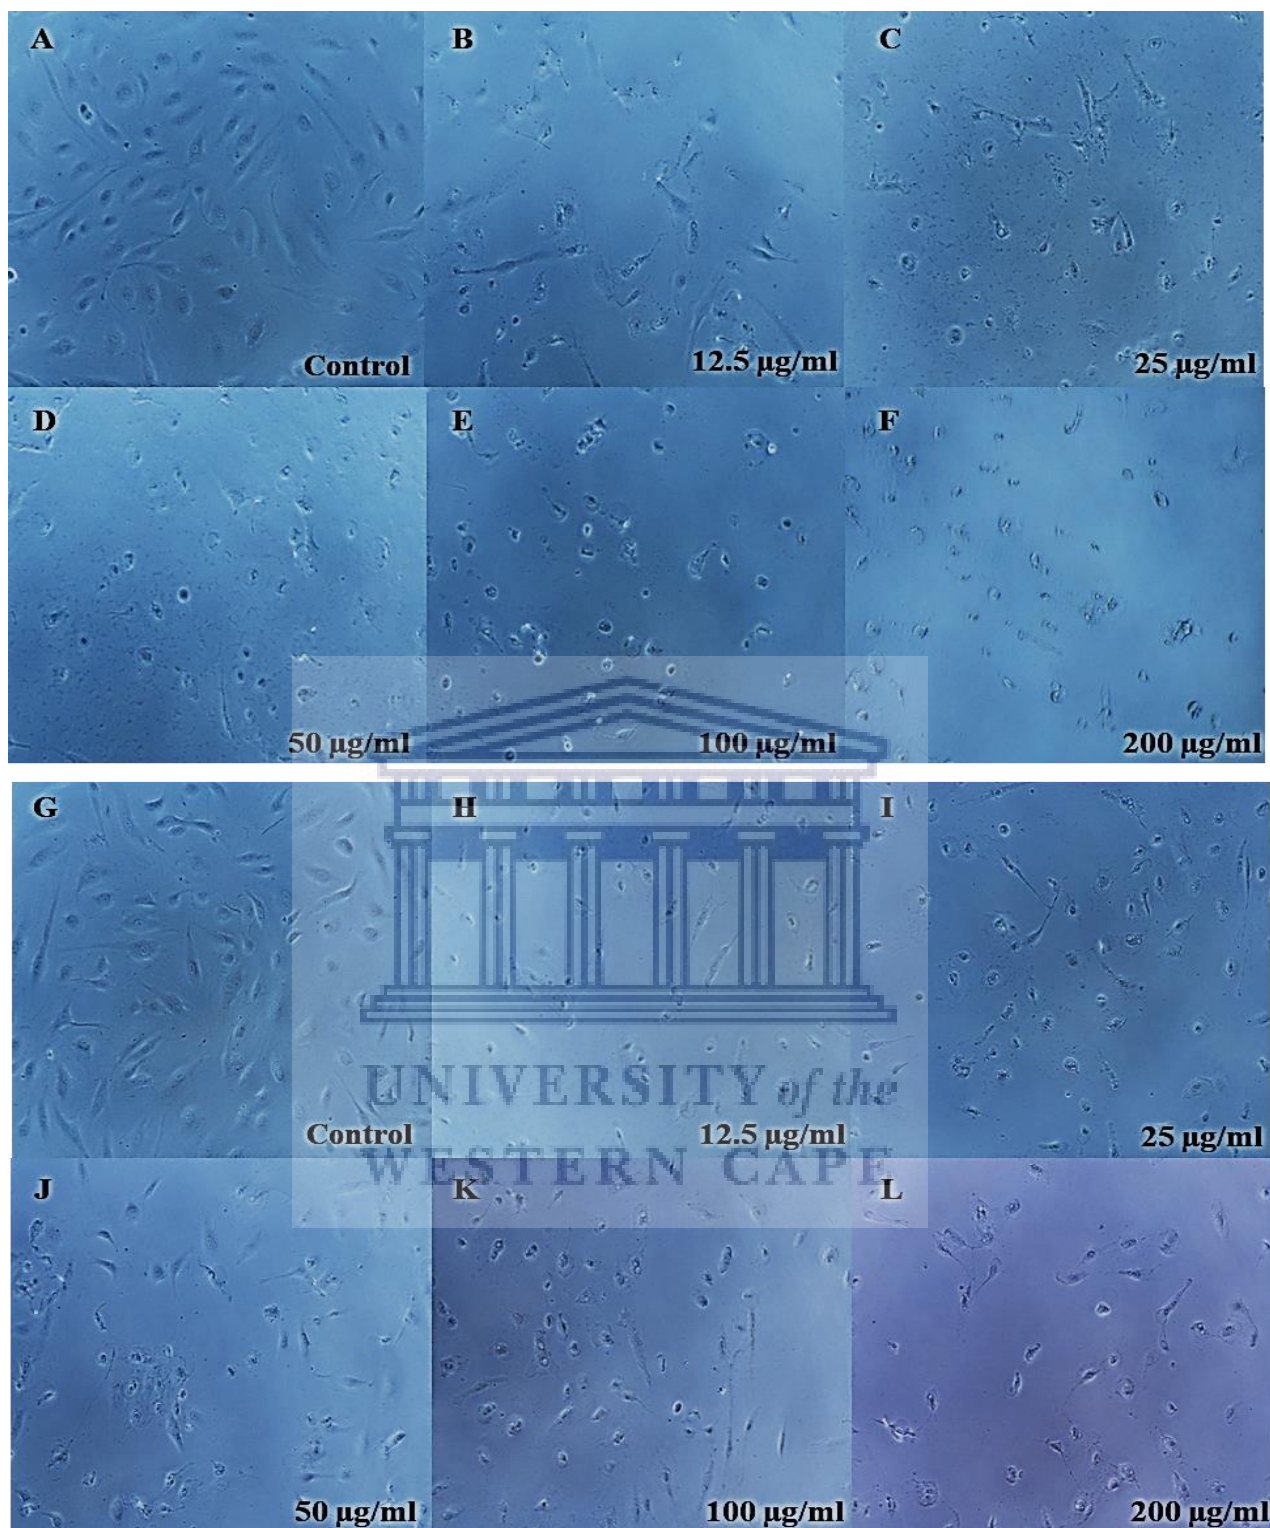 A B C
Control 12.5 µg/ml 25 µg/ml
D E F
50 µg/ml 100 µg/ml 200 µg/ml
G H I
UNIVERSITY of the
Control 12.5 µg/ml 25 µg/ml
WESTERN CAPE
J K L
50 µg/ml 100 µg/ml 200 µg/ml